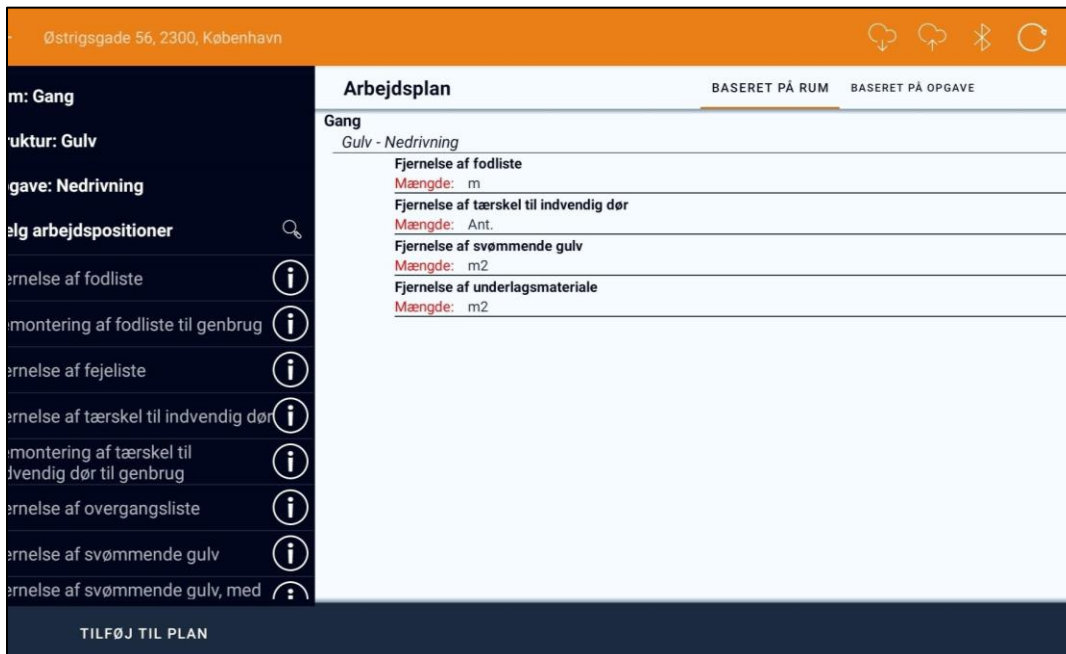 Østrigsgade 56, 2300, København
m: Gang
ruktur: Gulv
gave: Nedrivning
elg arbejdspositioner
ernelse af fodliste
emontering af fodliste til genbrug
ernelse af fejeliste
ernelse af tærskel til indvendig dør
emontering af tærskel til
dvendig dør til genbrug
ernelse af overgangsliste
ernelse af svømmende gulv
ernelse af svømmende gulv, med
TILFØJ TIL PLAN
Arbejdsplan
BASERET PÅ RUM
BASERET PÅ OPGAVE
Gang
Gulv - Nedrivning
Fjernelse af fodliste
Mængde: m
Fjernelse af tærskel til indvendig dør
Mængde: Ant.
Fjernelse af svømmende gulv
Mængde: m2
Fjernelse af underlagsmateriale
Mængde: m2